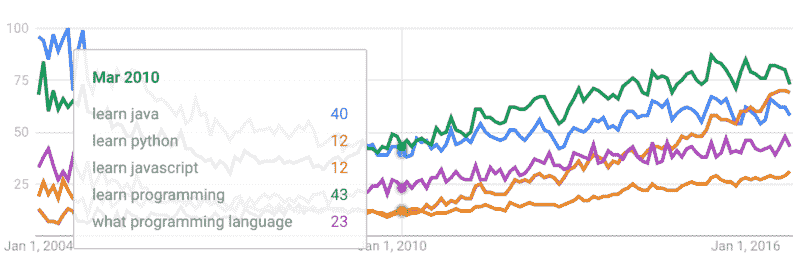 100
75
50
25
Mar 2010
learn java 40
learn python 12
learn javascript 12
learn programming 43
what programming language 23
Jan 1, 2004 an 1, 2010 Jan 1, 2016